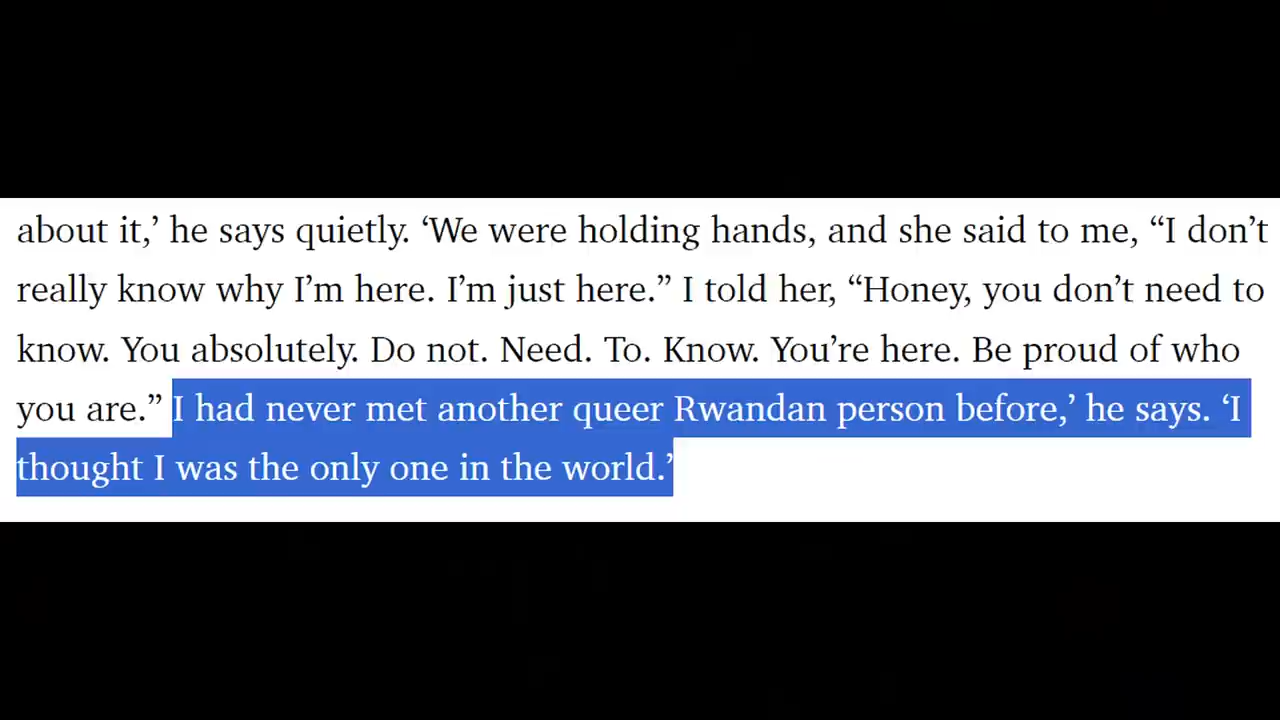 about it,’ he says quietly. ‘We were holding hands, and she said to me, “I don’t
really know why I’m here. I’m just here.” I told her, “Honey, you don’t need to
know. You absolutely. Do not. Need. To. Know. You’re here. Be proud of who
you are.” I had never met another queer Rwandan person before,’ he says. ‘I
thought I was the only one in the world.’